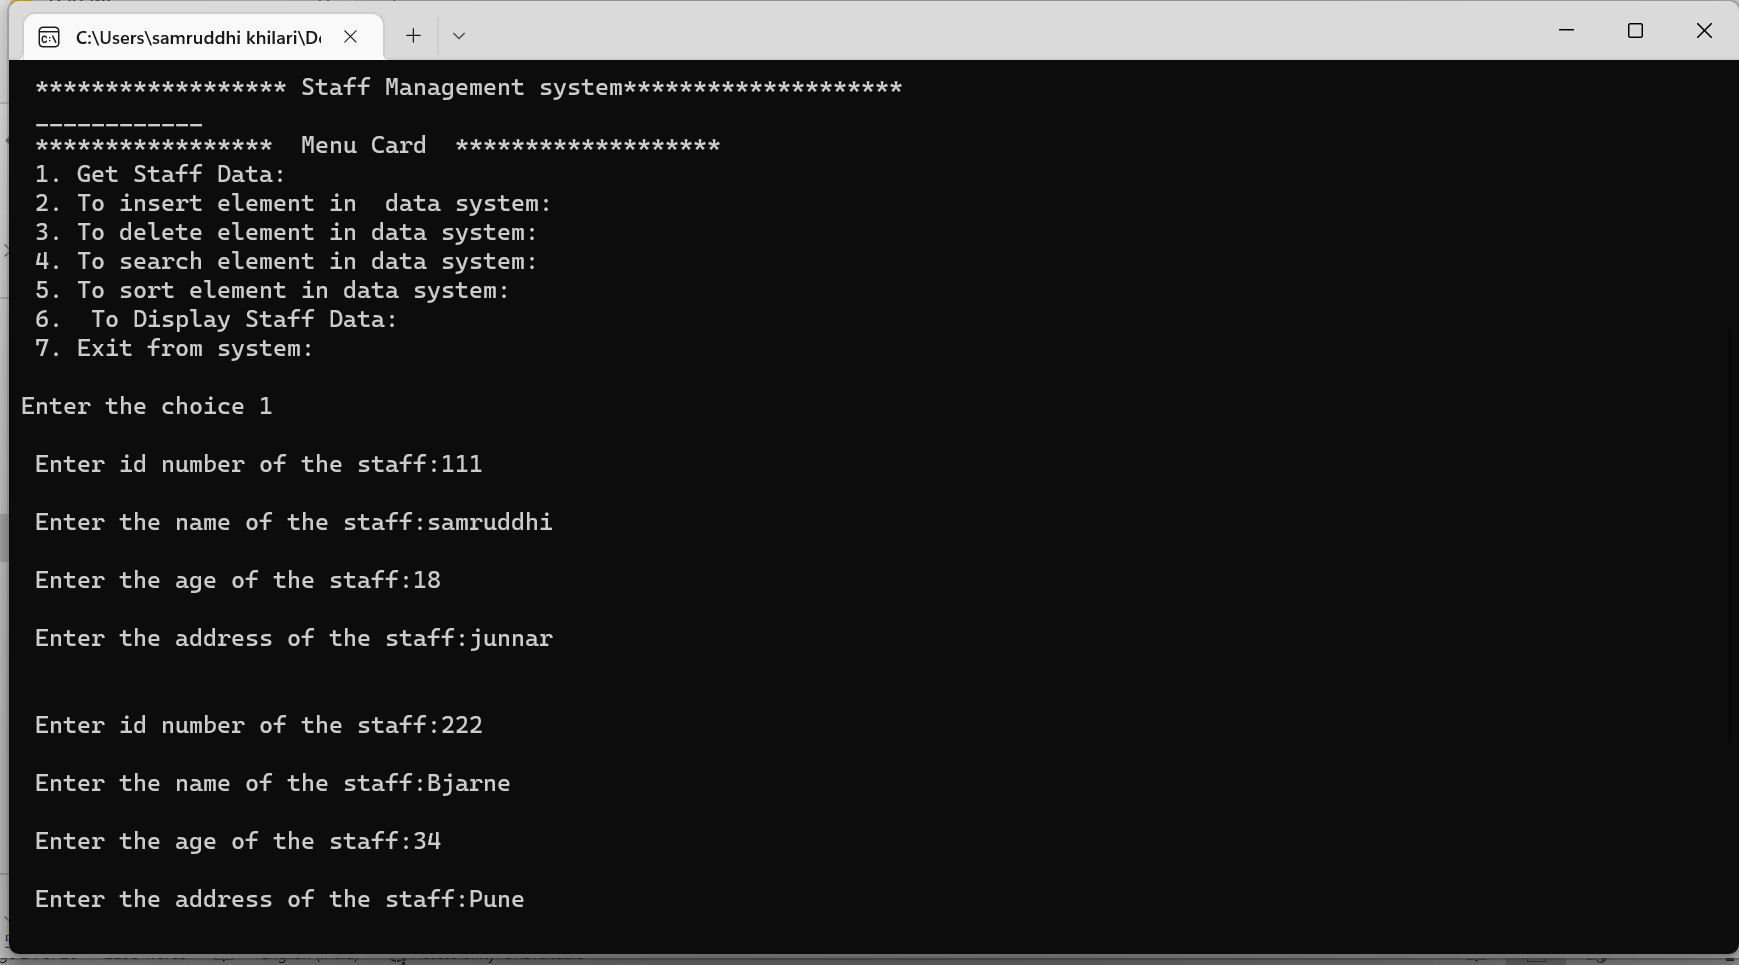 C:\Users\samruddhi khilari\D
****************** Staff Management system********************
____________
***************** Menu Card *******************
1. Get Staff Data:
2. To insert element in  data system:
3. To delete element in data system:
4. To search element in data system:
5. To sort element in data system:
6.  To Display Staff Data:
7. Exit from system:
Enter the choice 1
Enter id number of the staff:111
Enter the name of the staff:samruddhi
Enter the age of the staff:18
Enter the address of the staff:junnar
Enter id number of the staff:222
Enter the name of the staff:Bjarne
Enter the age of the staff:34
Enter the address of the staff:Pune